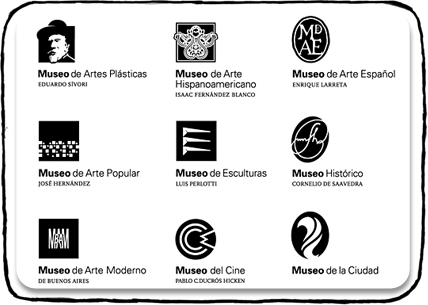 Museo de Artes Plásticas
EDUARDO SÍVORI
Museo de Arte
Hispanoamericano
ISAAC FERNÁNDEZ BLANCO
MDAE
Museo de Arte Español
ENRIQUE LARRETA
Museo de Arte Popular
JOSÉ HERNÁNDEZ
Museo de Esculturas
LUIS PERLOTTI
Museo Histórico
CORNELIO DE SAAVEDRA
Museo de Arte Moderno
DE BUENOS AIRES
Museo del Cine
PABLO C.DUCRÓS HICKEN
Museo de la Ciudad